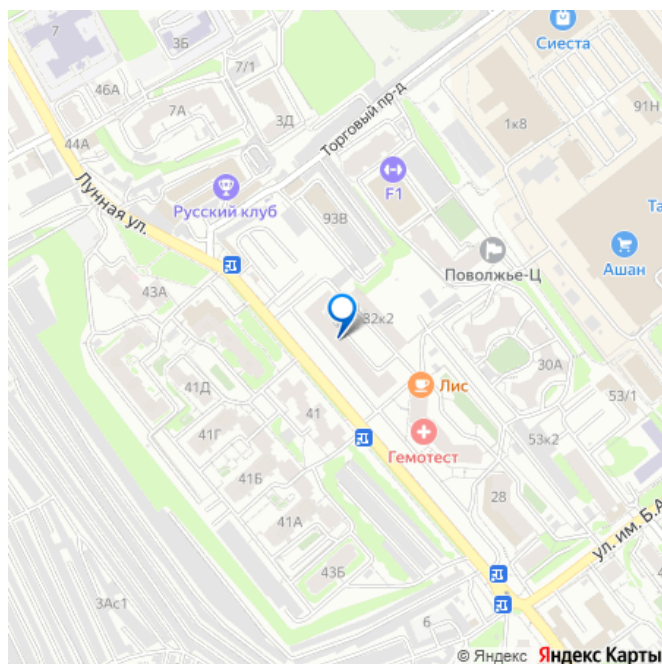 7
3Б
7/1
46А
7А
3Д
44А
Торговый пр-д
Сиеста
1к8
91Н
F1
Русский клуб
93В
Лунная ул.
Та
Ашан
Поволжье-Ц
43А
32к2
30А
53/1
41Д
Лис
41
41Г
Гемотест
53к2
41Б
28
41А
ул. им. Б.А
43Б
3Ас1
6
© Яндекс Яндекс Карты